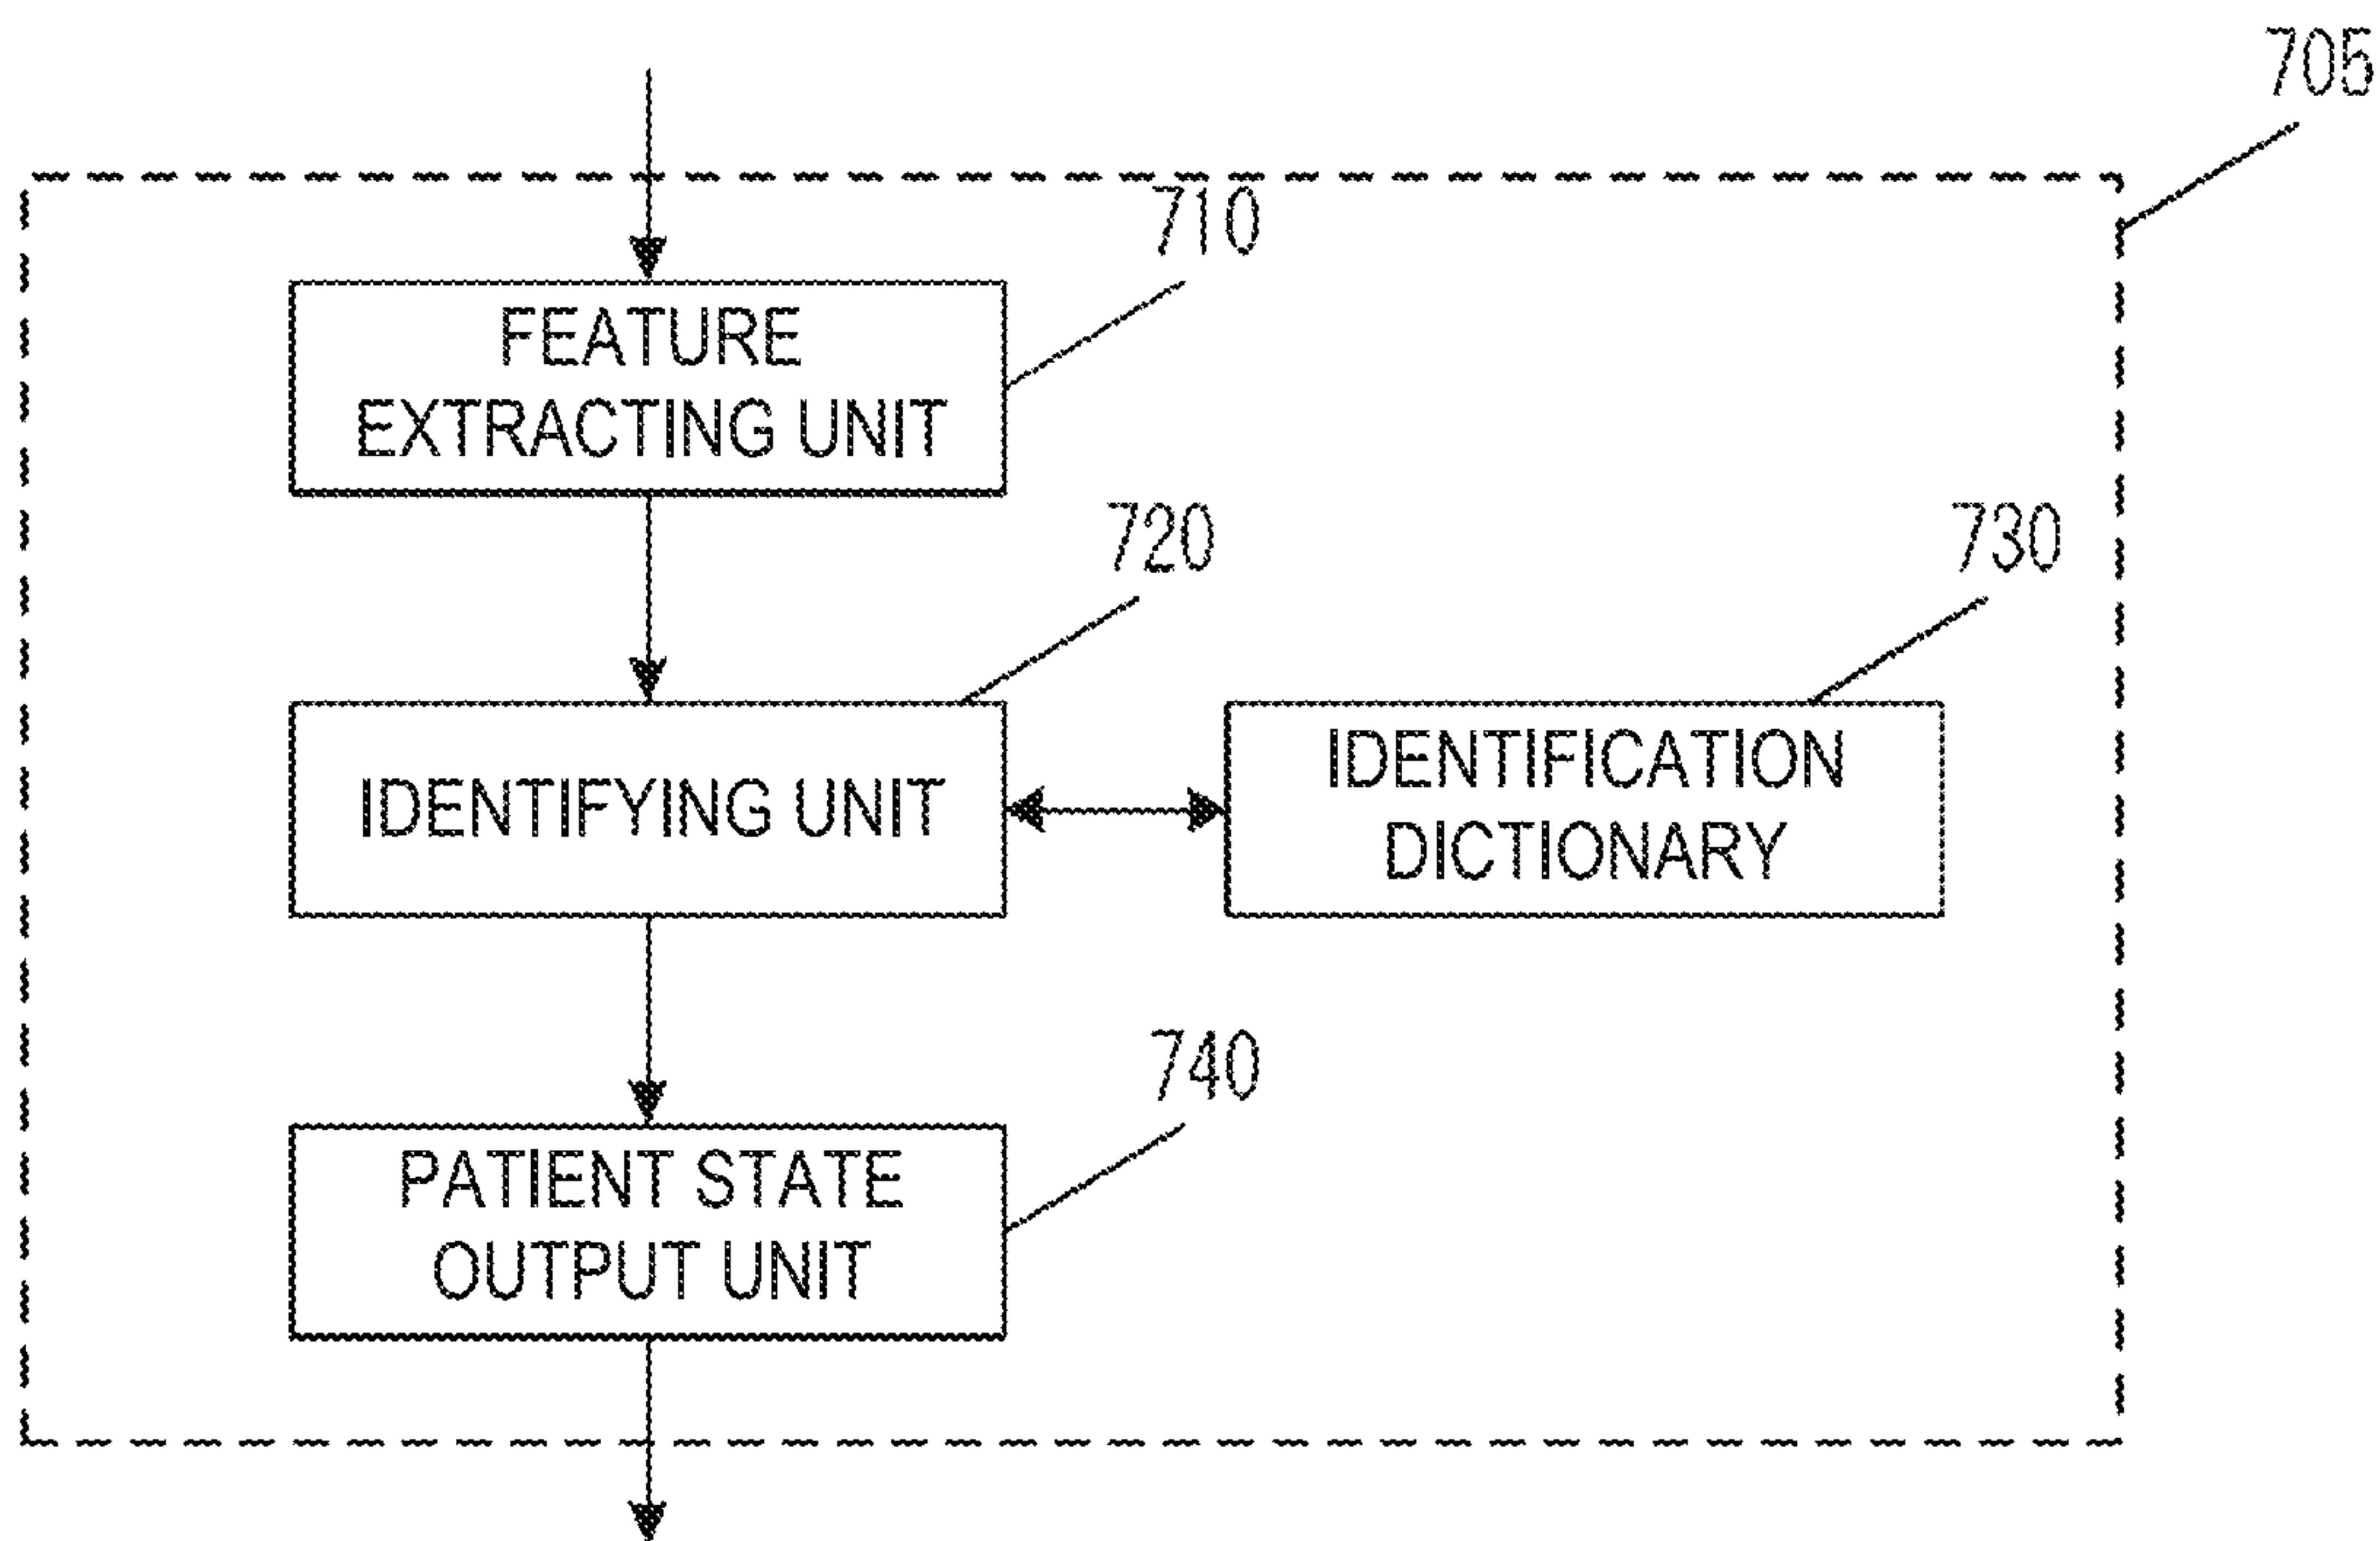 705
710
FEATURE
EXTRACTING UNIT
720
730
IDENTIFYING UNIT
IDENTIFICATION
DICTIONARY
740
PATIENT STATE
OUTPUT UNIT